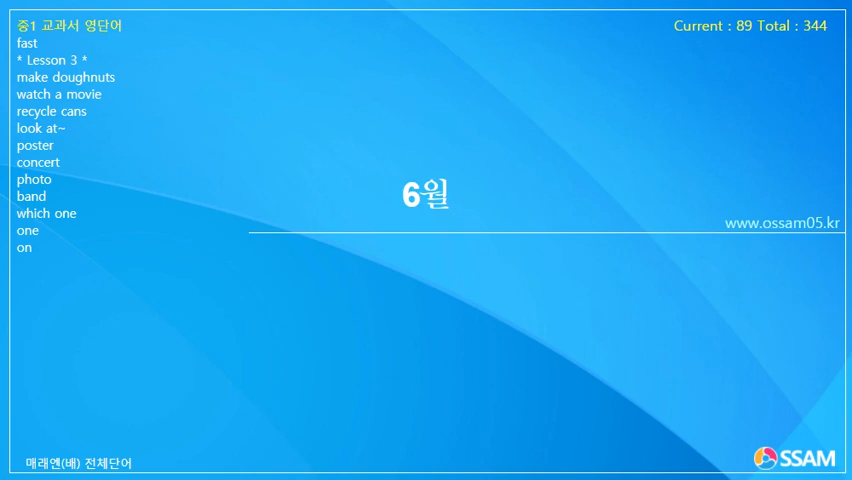 중1 교과서 영단어
Current : 89 Total : 344
fast
* Lesson 3 *
make doughnuts
watch a movie
recycle cans
look at~
poster
concert
photo
band
which one
one
on
6월
www.ossam05.kr
매래엔(배) 전체단어
OSSAM